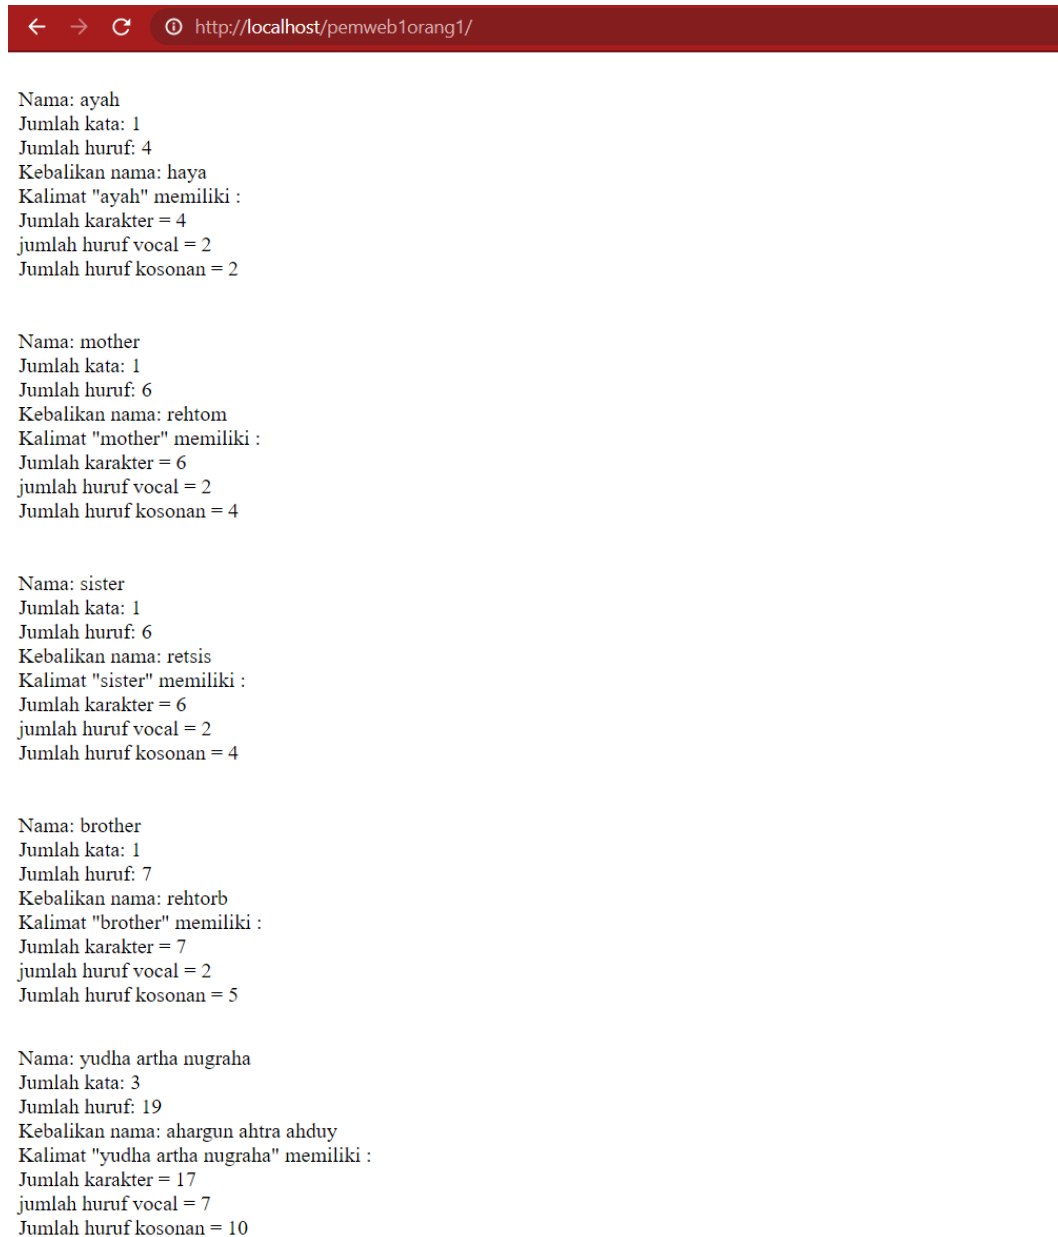 http://localhost/pemweb1orang1/
Nama: ayah
Jumlah kata: 1
Jumlah huruf: 4
Kebalikan nama: haya
Kalimat "ayah" memiliki :
Jumlah karakter = 4
jumlah huruf vocal = 2
Jumlah huruf kosonan = 2
Nama: mother
Jumlah kata: 1
Jumlah huruf: 6
Kebalikan nama: rehtom
Kalimat "mother" memiliki :
Jumlah karakter = 6
jumlah huruf vocal = 2
Jumlah huruf kosonan = 4
Nama: sister
Jumlah kata: 1
Jumlah huruf: 6
Kebalikan nama: retsis
Kalimat "sister" memiliki :
Jumlah karakter = 6
jumlah huruf vocal = 2
Jumlah huruf kosonan = 4
Nama: brother
Jumlah kata: 1
Jumlah huruf: 7
Kebalikan nama: rehtorb
Kalimat "brother" memiliki :
Jumlah karakter = 7
jumlah huruf vocal = 2
Jumlah huruf kosonan = 5
Nama: yudha artha nugraha
Jumlah kata: 3
Jumlah huruf: 19
Kebalikan nama: ahargun ahtra ahduy
Kalimat "yudha artha nugraha" memiliki :
Jumlah karakter = 17
jumlah huruf vocal = 7
Jumlah huruf kosonan = 10